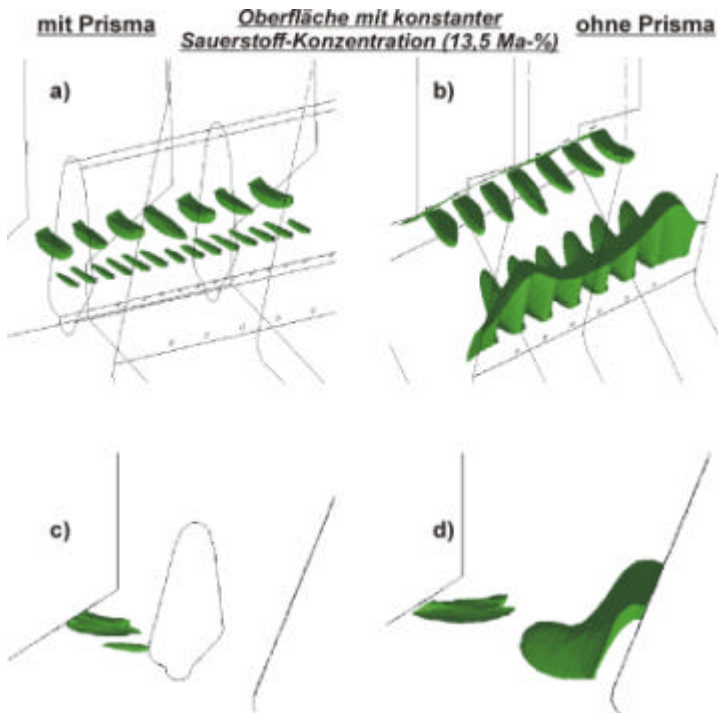 mit Prisma
Oberfläche mit konstanter
Sauerstoff-Konzentration (13,5 Ma-%)
ohne Prisma
a)
b)
c)
d)